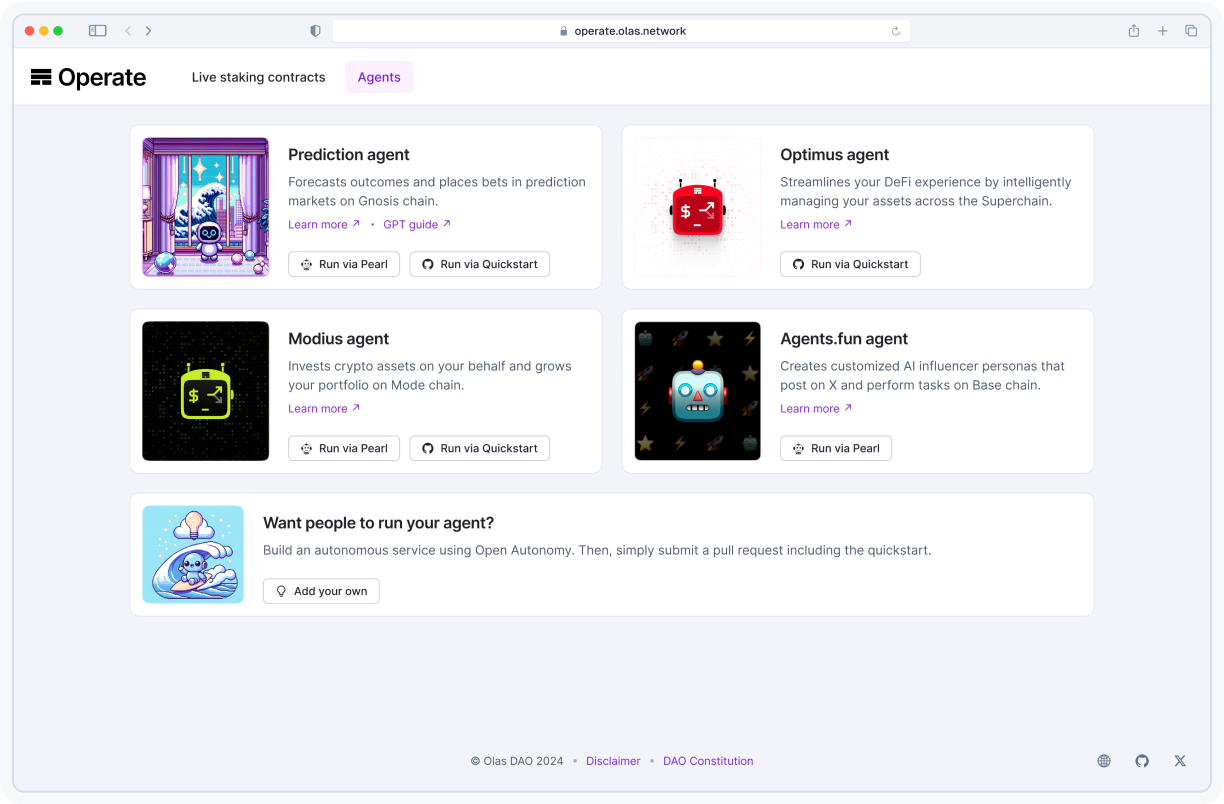 operate.olas.network
Operate
Live staking contracts
Agents
Prediction agent
Forecasts outcomes and places bets in prediction
markets on Gnosis chain.
Learn more ↗ • GPT guide ↗
Run via Pearl
Run via Quickstart
Optimus agent
Streamlines your DeFi experience by intelligently
managing your assets across the Superchain.
Learn more ↗
Run via Quickstart
Modius agent
Invests crypto assets on your behalf and grows
your portfolio on Mode chain.
Learn more ↗
Run via Pearl
Run via Quickstart
Agents.fun agent
Creates customized AI influencer personas that
post on X and perform tasks on Base chain.
Learn more ↗
Run via Pearl
Want people to run your agent?
Build an autonomous service using Open Autonomy. Then, simply submit a pull request including the quickstart.
Add your own
© Olas DAO 2024 • Disclaimer • DAO Constitution